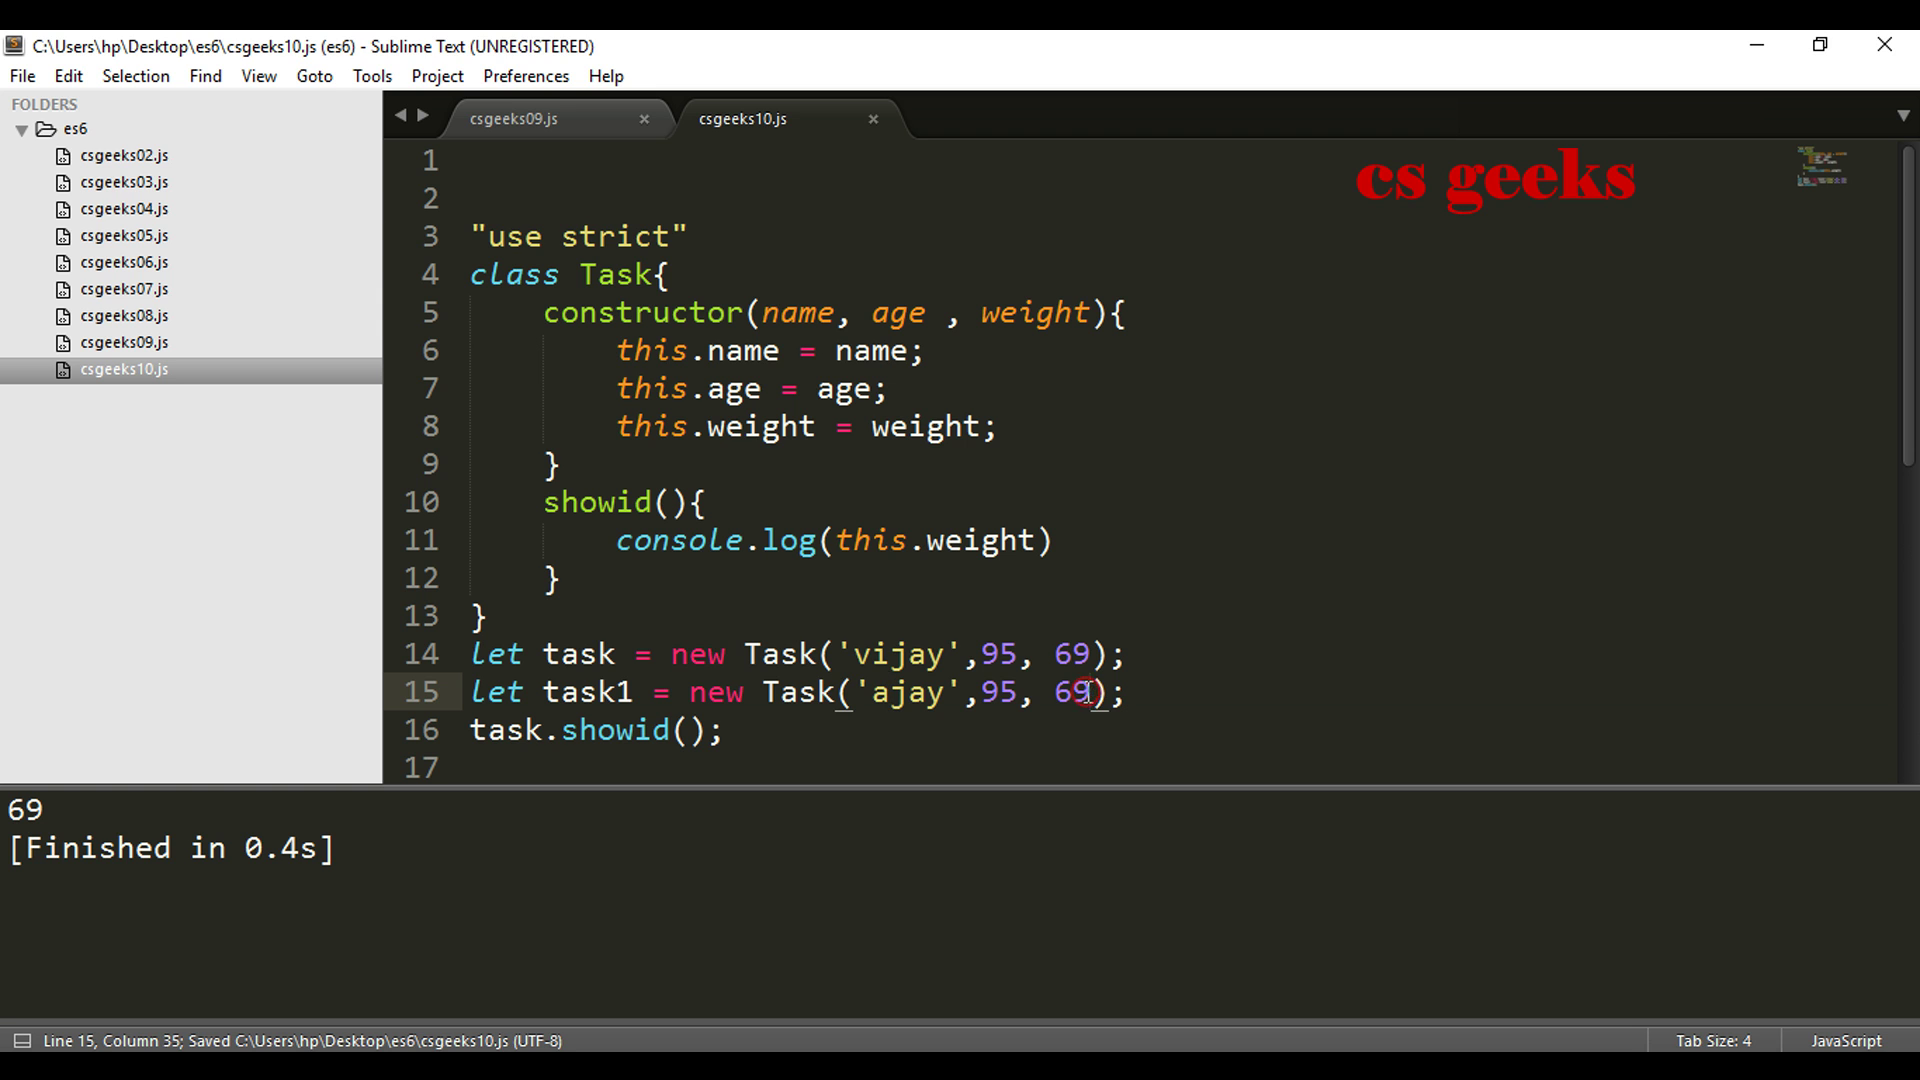 C:\Users\hp\Desktop\es6\csgeeks10.js (es6) - Sublime Text (UNREGISTERED)
File Edit Selection Find View Goto Tools Project Preferences Help
FOLDERS
es6
csgeeks02.js
csgeeks03.js
csgeeks04.js
csgeeks05.js
csgeeks06.js
csgeeks07.js
csgeeks08.js
csgeeks09.js
csgeeks10.js
csgeeks09.js × csgeeks10.js ×
cs geeks
1
2
3 "use strict"
4 class Task{
5 constructor(name, age , weight){
6 this.name = name;
7 this.age = age;
8 this.weight = weight;
9 }
10 showid(){
11 console.log(this.weight)
12 }
13 }
14 let task = new Task('vijay',95, 69);
15 let task1 = new Task('ajay',95, 69);
16 task.showid();
17
69
[Finished in 0.4s]
Line 15, Column 35; Saved C:\Users\hp\Desktop\es6\csgeeks10.js (UTF-8) Tab Size: 4 JavaScript